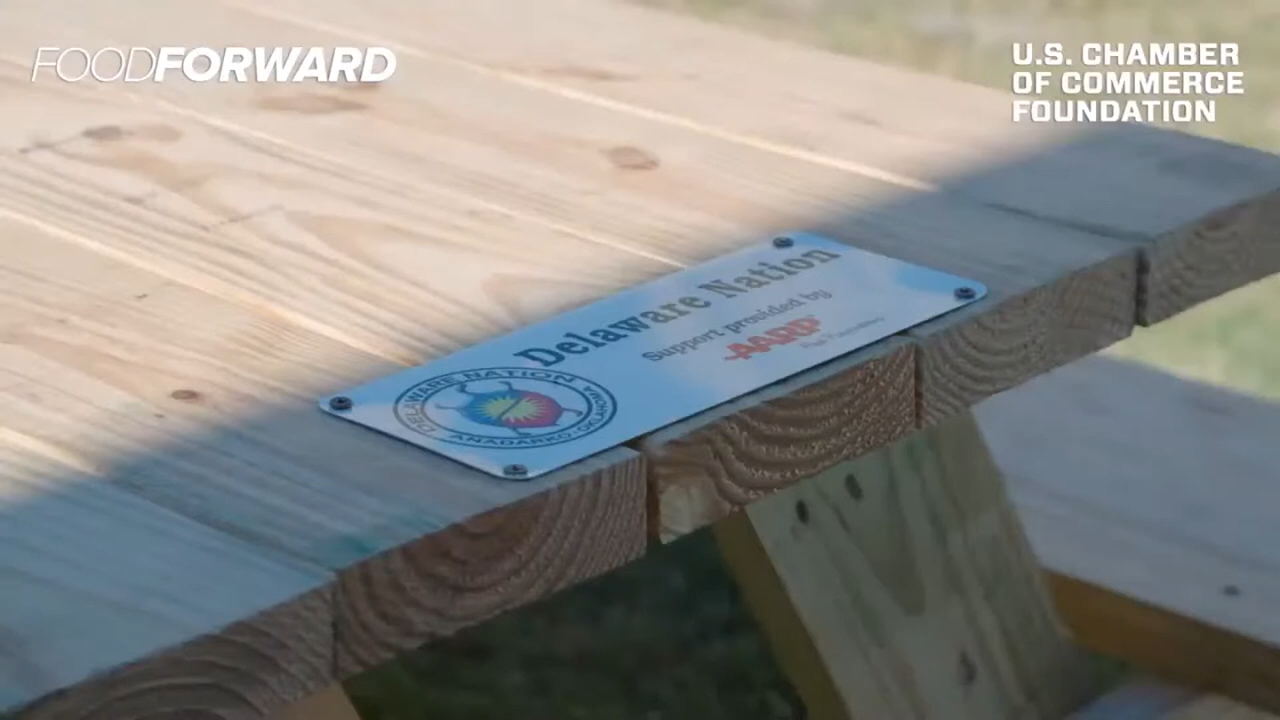 FOODFORWARD
U.S. CHAMBER
OF COMMERCE
FOUNDATION
Delaware Nation
Support provided by
AARP
DELAWARE NATION
ANADARKO, OKLAHOMA